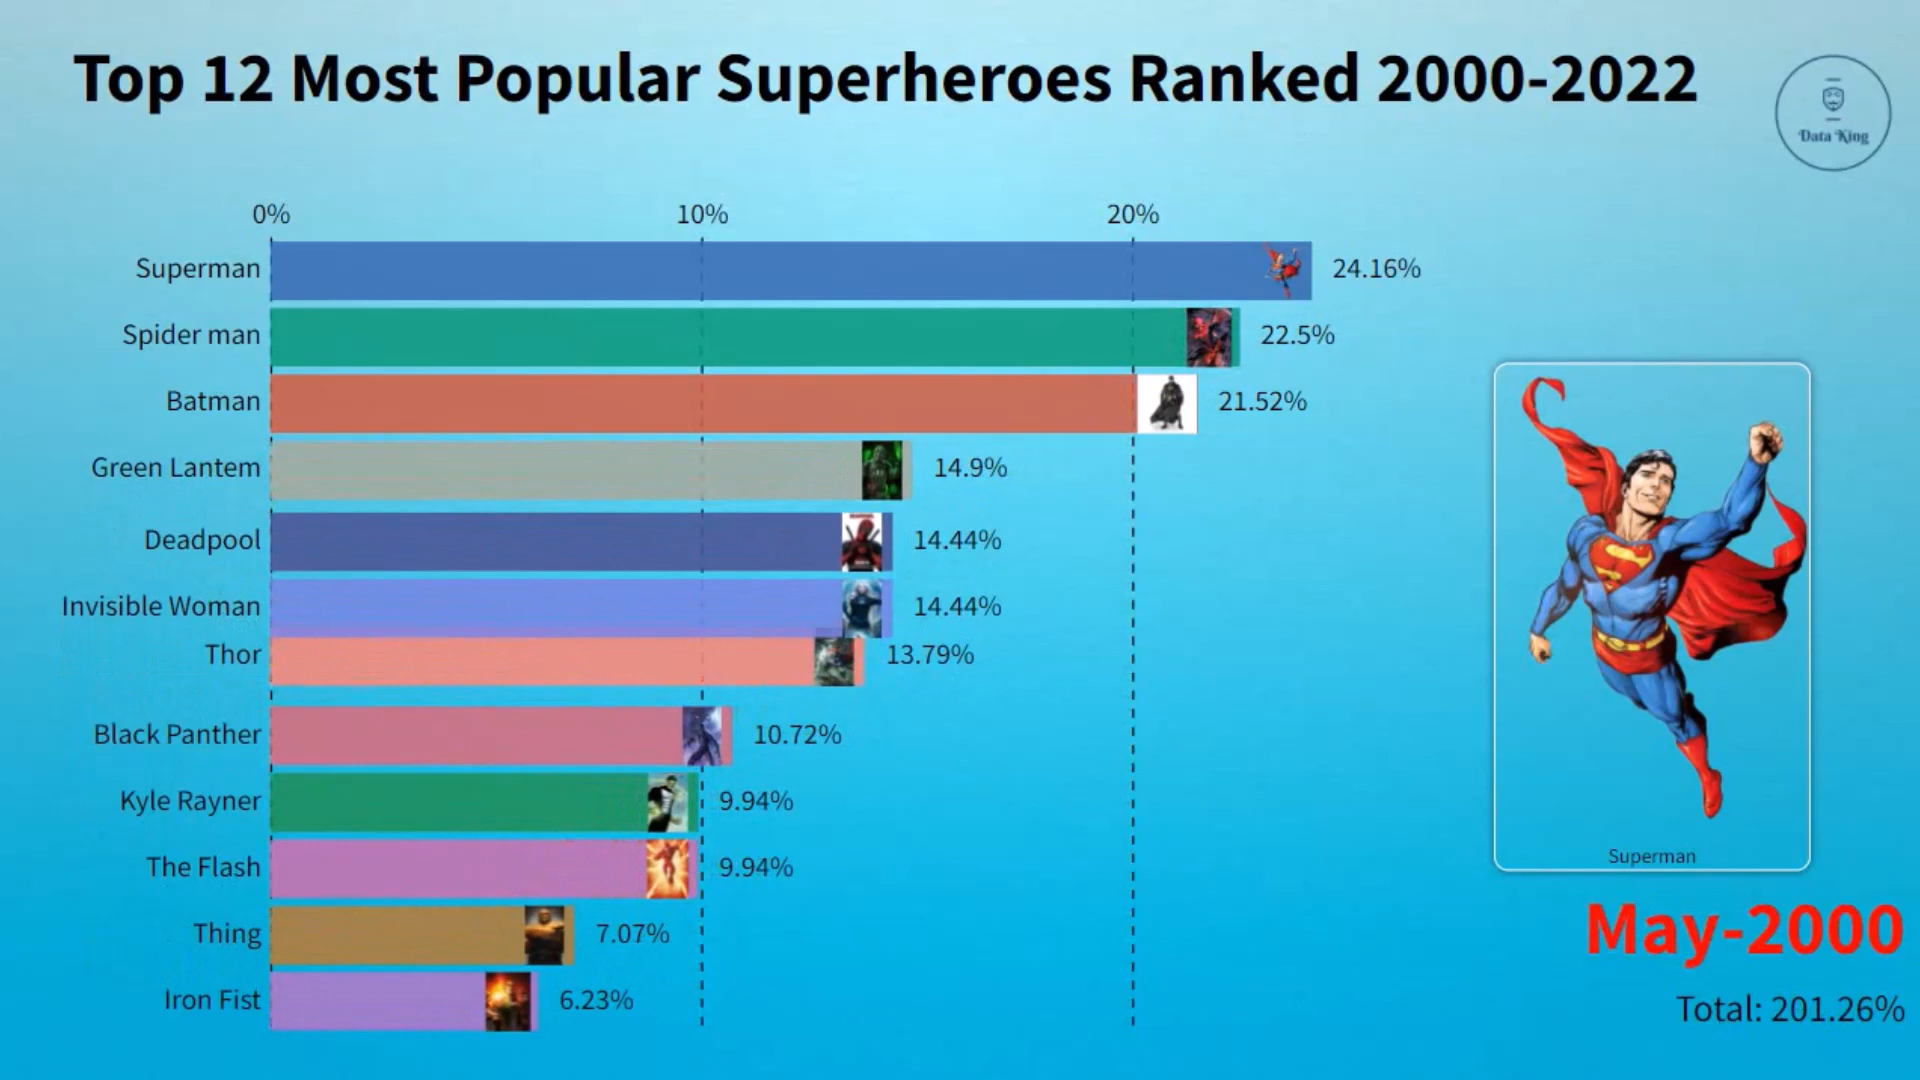 Top 12 Most Popular Superheroes Ranked 2000-2022
Data King
0% 10% 20%
Superman 24.16%
Spider man 22.5%
Batman 21.52%
Green Lantem 14.9%
Deadpool 14.44%
Invisible Woman 14.44%
Thor 13.79%
Black Panther 10.72%
Kyle Rayner 9.94%
The Flash 9.94%
Thing 7.07%
Iron Fist 6.23%
Superman
May-2000
Total: 201.26%